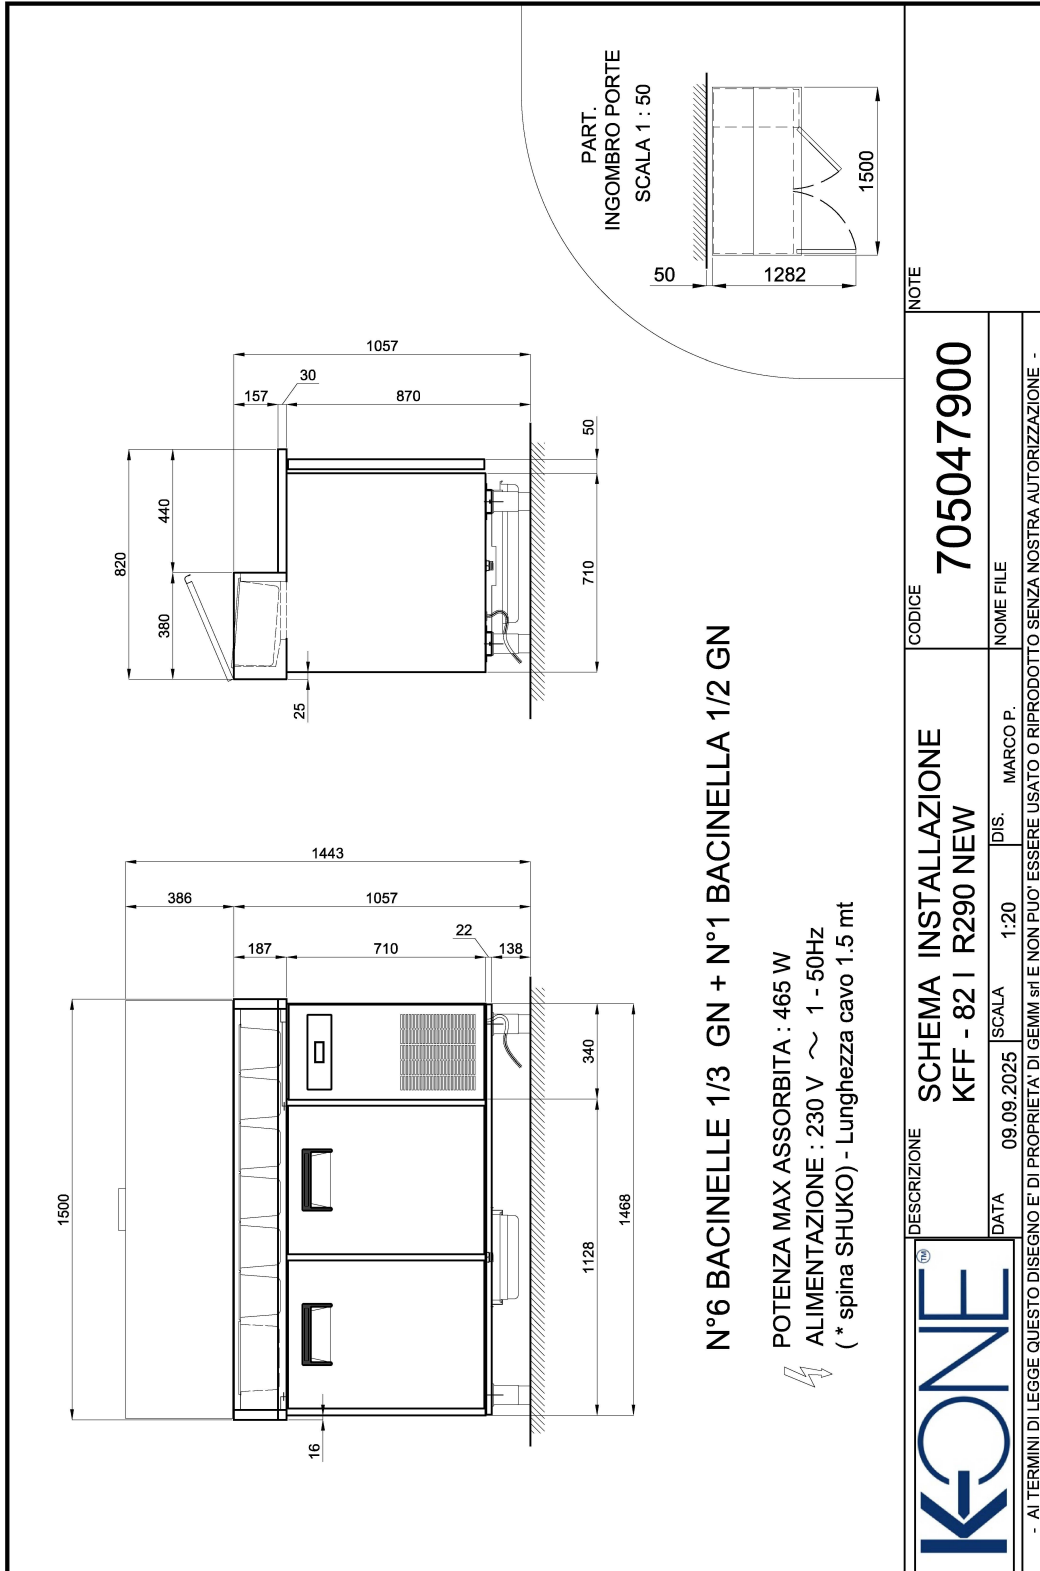 1500
386
1443
1057
187
710
22
138
340
1128
1468
16
820
440
380
1057
157
30
870
50
710
25
PART.
INGOMBRO PORTE
SCALA 1 : 50
50
1282
1500
N°6 BACINELLE 1/3 GN + N°1 BACINELLA 1/2 GN
POTENZA MAX ASSORBITA : 465 W
ALIMENTAZIONE : 230 V ～ 1 - 50Hz
( * spina SHUKO) - Lunghezza cavo 1.5 mt
K-ONE TM
DESCRIZIONE
SCHEMA INSTALLAZIONE
KFF - 82 I R290 NEW
CODICE
705047900
NOTE
DATA
09.09.2025
SCALA
1:20
DIS.
MARCO P.
NOME FILE
- AI TERMINI DI LEGGE QUESTO DISEGNO E' DI PROPRIETA' DI GEMM srl E NON PUO' ESSERE USATO O RIPRODOTTO SENZA NOSTRA AUTORIZZAZIONE -